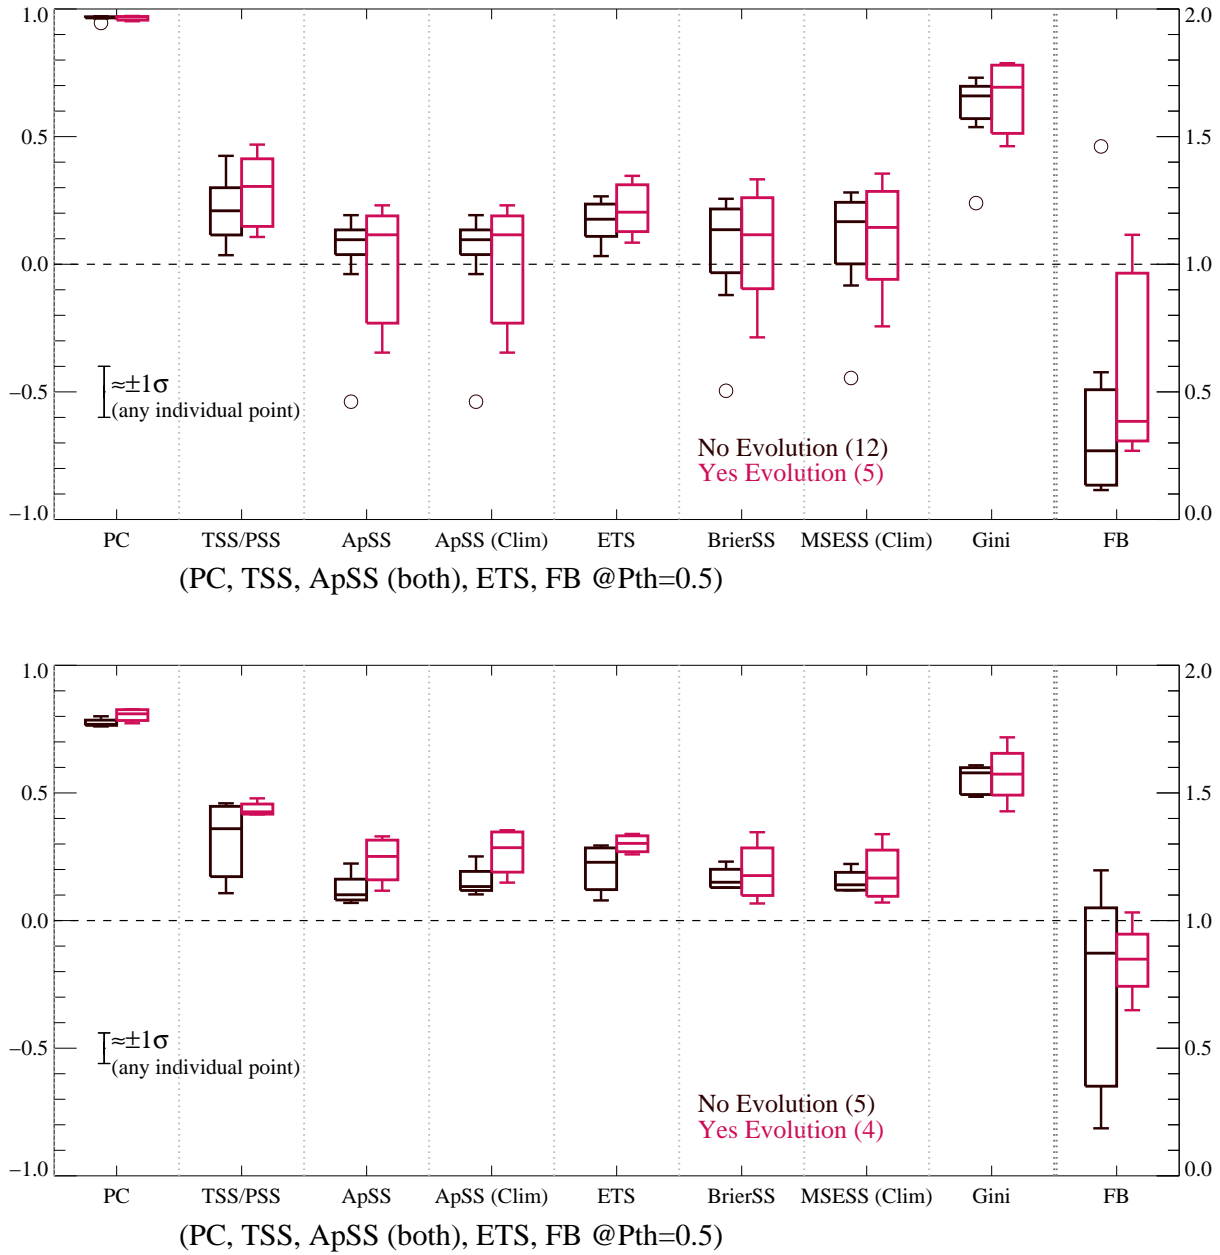 1.0
0.5
0.0
−0.5
−1.0
2.0
1.5
1.0
0.5
0.0
≈±1σ
(any individual point)
No Evolution (12)
Yes Evolution (5)
PC TSS/PSS ApSS ApSS (Clim) ETS BrierSS MSESS (Clim) Gini FB
(PC, TSS, ApSS (both), ETS, FB @Pth=0.5)
1.0
0.5
0.0
−0.5
−1.0
2.0
1.5
1.0
0.5
0.0
≈±1σ
(any individual point)
No Evolution (5)
Yes Evolution (4)
PC TSS/PSS ApSS ApSS (Clim) ETS BrierSS MSESS (Clim) Gini FB
(PC, TSS, ApSS (both), ETS, FB @Pth=0.5)